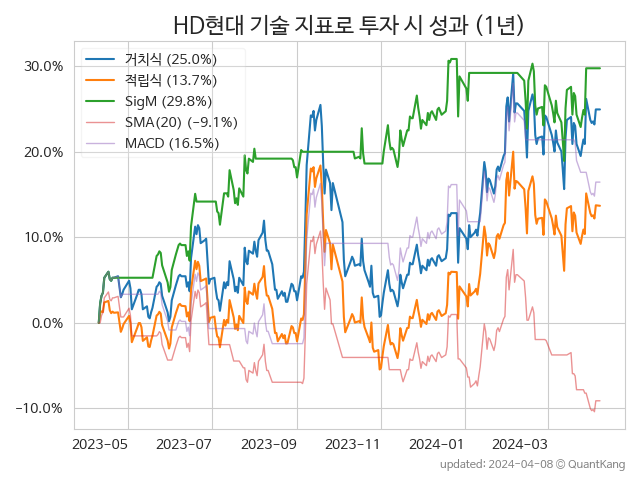 HD현대 기술 지표로 투자 시 성과 (1년)
거치식 (25.0%)
적립식 (13.7%)
SigM (29.8%)
SMA(20) (−9.1%)
MACD (16.5%)
30.0%
20.0%
10.0%
0.0%
−10.0%
2023-05 2023-07 2023-09 2023-11 2024-01 2024-03
updated: 2024-04-08 © QuantKang